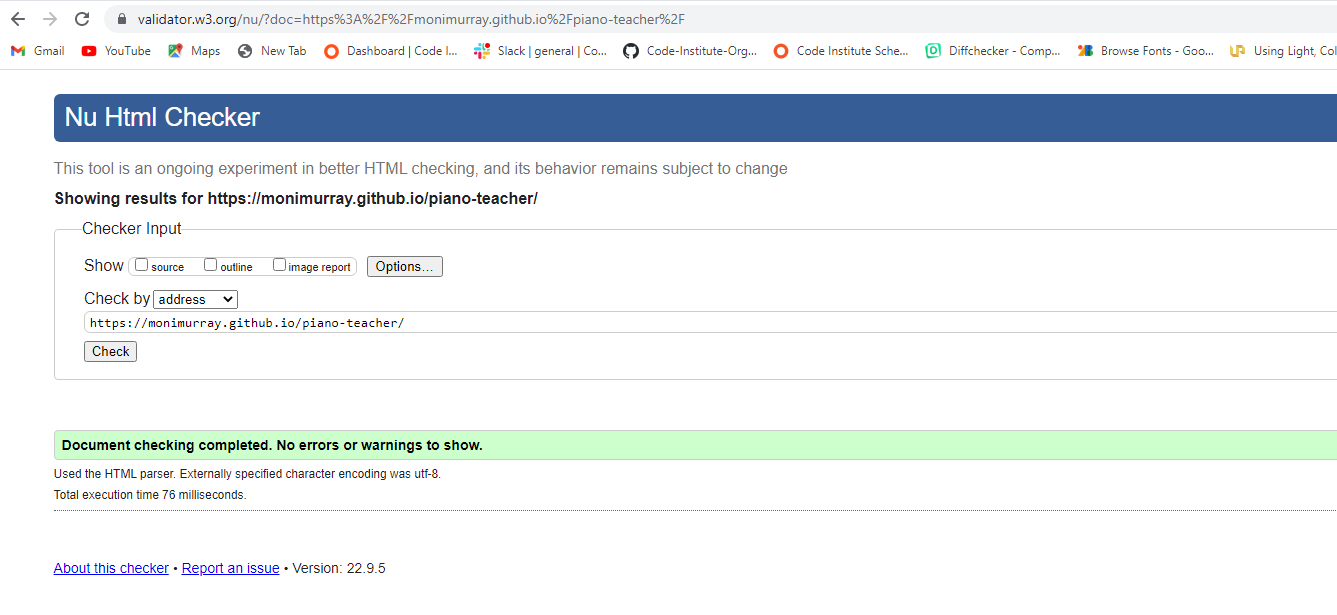 validator.w3.org/nu/?doc=https%3A%2F%2Fmonimurray.github.io%2Fpiano-teacher%2F
Gmail YouTube Maps New Tab Dashboard | Code I... Slack | general | Co... Code-Institute-Org... Code Institute Sche... Diffchecker - Comp... Browse Fonts - Goo... Using Light, Col
Nu Html Checker
This tool is an ongoing experiment in better HTML checking, and its behavior remains subject to change
Showing results for https://monimurray.github.io/piano-teacher/
Checker Input
Show source outline image report Options...
Check by address
https://monimurray.github.io/piano-teacher/
Check
Document checking completed. No errors or warnings to show.
Used the HTML parser. Externally specified character encoding was utf-8.
Total execution time 76 milliseconds.
About this checker • Report an issue • Version: 22.9.5